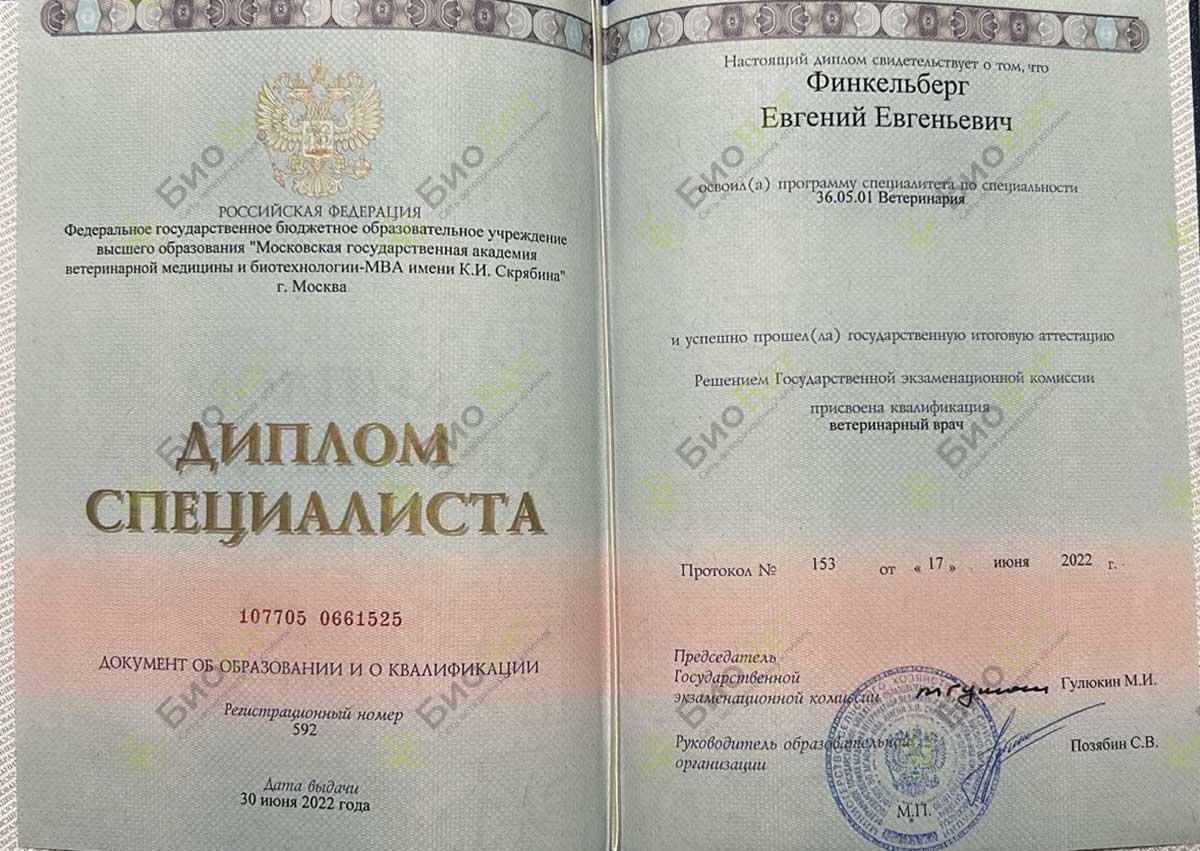 РОССИЙСКАЯ ФЕДЕРАЦИЯ
Федеральное государственное бюджетное образовательное учреждение
высшего образования "Московская государственная академия
ветеринарной медицины и биотехнологии-МВА имени К.И. Скрябина"
г. Москва
ДИПЛОМ
СПЕЦИАЛИСТА
107705 0661525
ДОКУМЕНТ ОБ ОБРАЗОВАНИИ И О КВАЛИФИКАЦИИ
Регистрационный номер
592
Дата выдачи
30 июня 2022 года
Настоящий диплом свидетельствует о том, что
Финкельберг
Евгений Евгеньевич
освоил(а) программу специалитета по специальности
36.05.01 Ветеринария
и успешно прошел(ла) государственную итоговую аттестацию
Решением Государственной экзаменационной комиссии
присвоена квалификация
ветеринарный врач
Протокол № 153 от « 17 » июня 2022 г.
Председатель
Государственной
экзаменационной комиссии Гулюкин М.И.
Руководитель образовательной
организации Позябин С.В.
М.П.
БиоВет
Сеть ветеринарных клиник